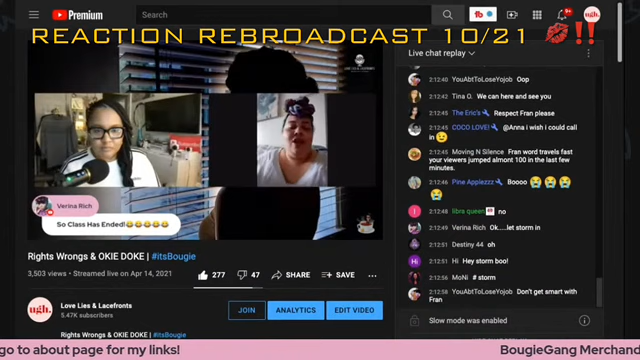 Premium
Search
9+
ugh.
REACTION REBROADCAST 10/21 💋‼️
Live chat replay
2:12:40 YouAbtToLoseYojob Oop
2:12:42 Tina O. We can here and see you
2:12:45 The Eric's Respect Fran please
2:12:45 COCO LOVE! @Anna i wish i could call
in 😉
2:12:45 Moving N Silence Fran word travels fast
your viewers jumped almost 100 in the last few
minutes.
2:12:46 Pine Applezzz Boooo 😭😭😭
😭
2:12:48 libra queen no
2:12:49 Verina Rich Ok.....let storm in
2:12:51 Destiny 44 oh
2:12:51 Hi Hey storm boo!
2:12:56 MoNi # storm
2:12:58 YouAbtToLoseYojob Don't get smart with
Fran
Slow mode was enabled
Verina Rich
So Class Has Ended!😂😂😂😂😂
Rights Wrongs & OKIE DOKE | #itsBougie
3,503 views • Streamed live on Apr 14, 2021
277
47
SHARE
SAVE
ugh.
Love Lies & Lacefronts
5.47K subscribers
JOIN
ANALYTICS
EDIT VIDEO
Rights Wrongs & OKIE DOKE | #itsBougie
go to about page for my links!
BougieGang Merchand